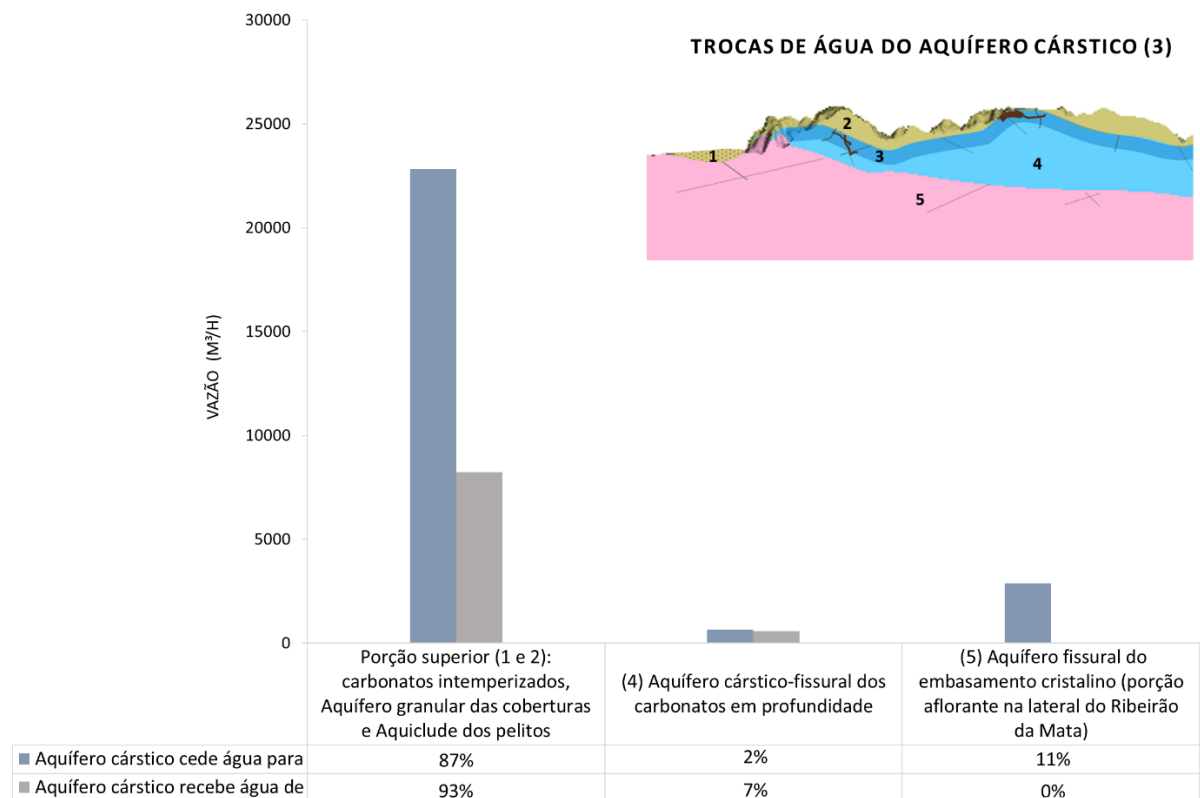 TROCAS DE ÁGUA DO AQUÍFERO CÁRSTICO (3)
1
2
3
4
5
VAZÃO (M³/H)
30000
25000
20000
15000
10000
5000
0
Porção superior (1 e 2):
carbonatos intemperizados,
Aquífero granular das coberturas
e Aquiclude dos pelitos
(4) Aquífero cárstico-fissural dos
carbonatos em profundidade
(5) Aquífero fissural do
embasamento cristalino (porção
aflorante na lateral do Ribeirão
da Mata)
Aquífero cárstico cede água para 87% 2% 11%
Aquífero cárstico recebe água de 93% 7% 0%